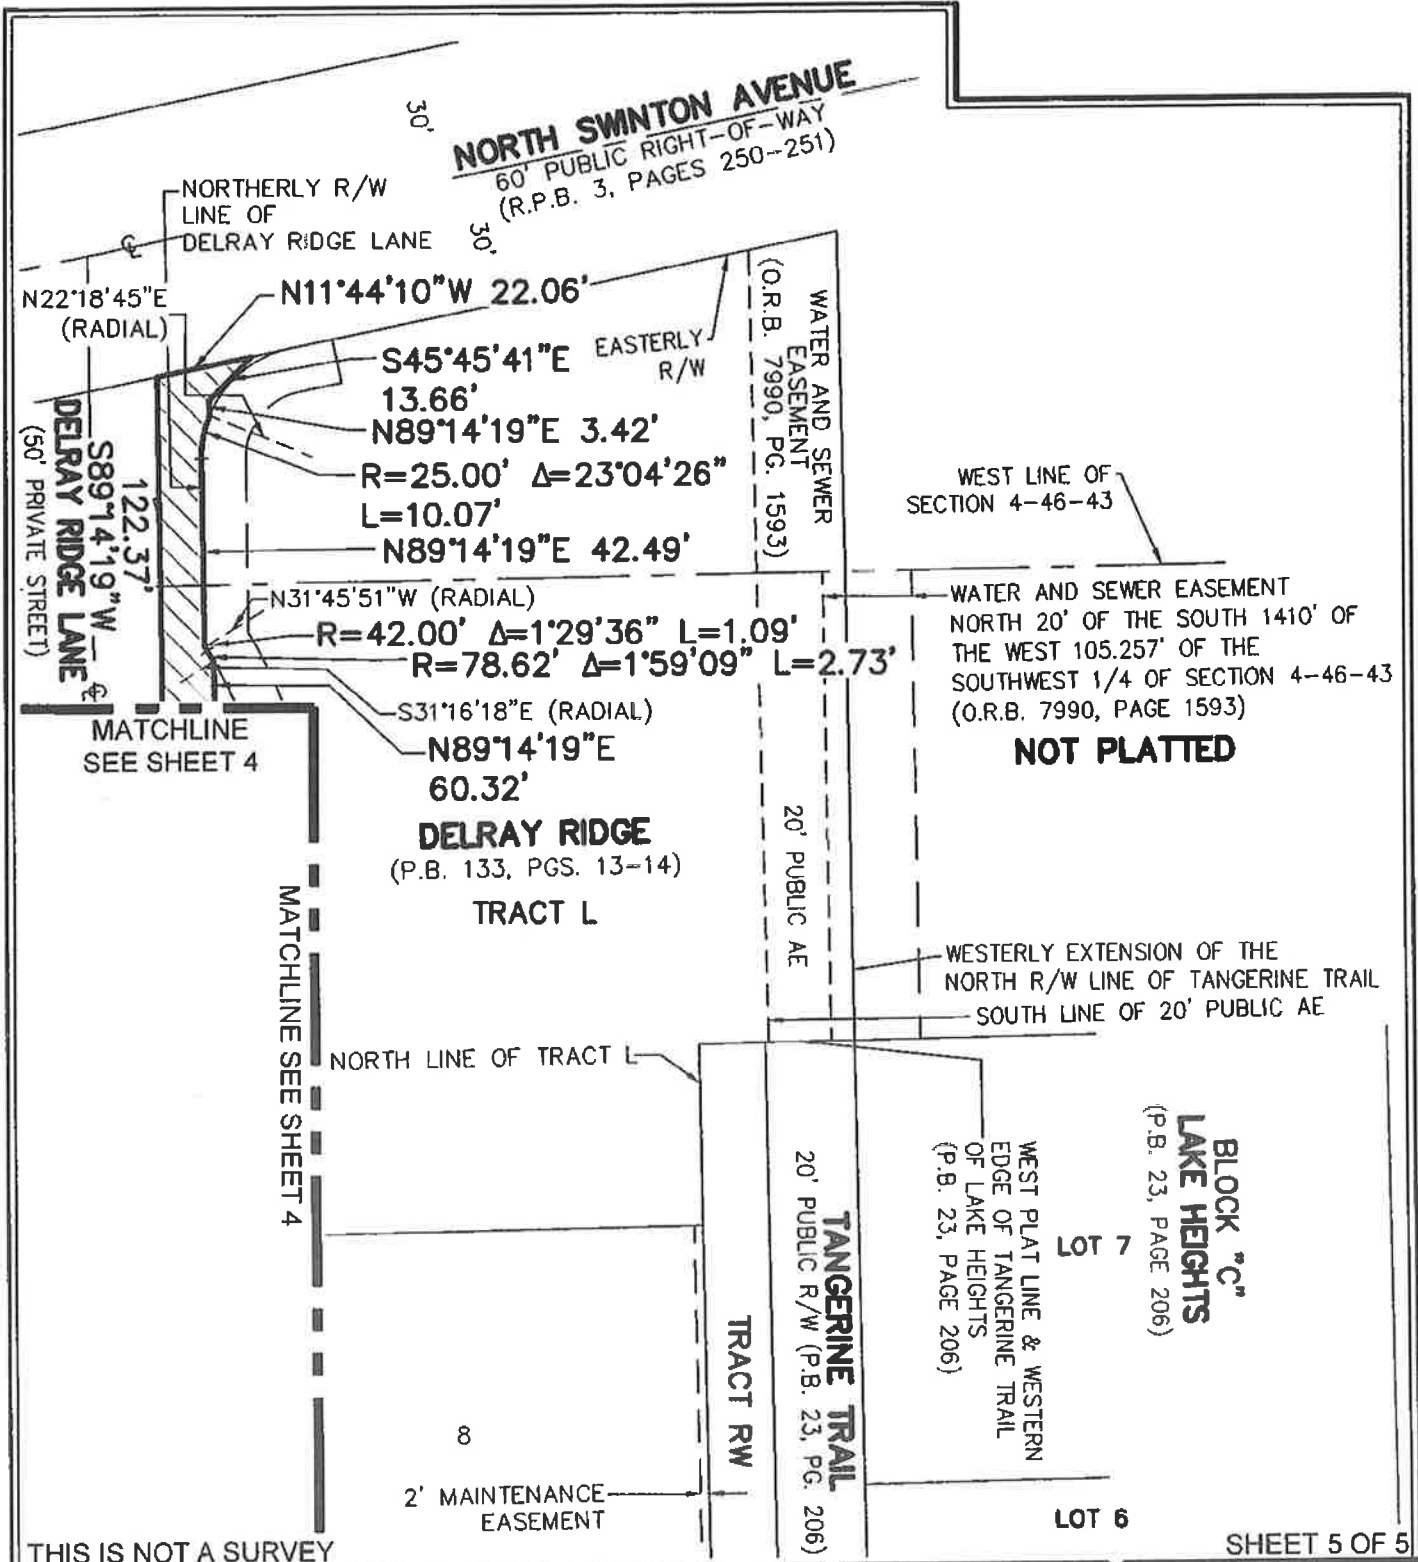 30'
NORTH SWINTON AVENUE
60' PUBLIC RIGHT-OF-WAY
(R.P.B. 3, PAGES 250-251)
30'
NORTHERLY R/W
LINE OF
DELRAY RIDGE LANE
N22°18'45"E
(RADIAL)
N11°44'10"W 22.06'
S45°45'41"E
13.66'
N89°14'19"E 3.42'
R=25.00' Δ=23°04'26"
L=10.07'
N89°14'19"E 42.49'
N31°45'51"W (RADIAL)
R=42.00' Δ=1°29'36" L=1.09'
R=78.62' Δ=1°59'09" L=2.73'
S31°16'18"E (RADIAL)
N89°14'19"E
60.32'
EASTERLY
R/W
WATER AND SEWER
EASEMENT
(O.R.B. 7990, PG. 1593)
122.37'
S89°14'19"W
DELRAY RIDGE LANE
(50' PRIVATE STREET)
MATCHLINE
SEE SHEET 4
WEST LINE OF
SECTION 4-46-43
WATER AND SEWER EASEMENT
NORTH 20' OF THE SOUTH 1410' OF
THE WEST 105.257' OF THE
SOUTHWEST 1/4 OF SECTION 4-46-43
(O.R.B. 7990, PAGE 1593)
NOT PLATTED
DELRAY RIDGE
(P.B. 133, PGS. 13-14)
TRACT L
20' PUBLIC AE
MATCHLINE SEE SHEET 4
WESTERLY EXTENSION OF THE
NORTH R/W LINE OF TANGERINE TRAIL
SOUTH LINE OF 20' PUBLIC AE
NORTH LINE OF TRACT L
BLOCK "C"
LAKE HEIGHTS
(P.B. 23, PAGE 206)
WEST PLAT LINE & WESTERN
EDGE OF TANGERINE TRAIL
OF LAKE HEIGHTS
(P.B. 23, PAGE 206)
LOT 7
TANGERINE TRAIL
20' PUBLIC R/W (P.B. 23, PG. 206)
TRACT RW
8
2' MAINTENANCE
EASEMENT
LOT 6
THIS IS NOT A SURVEY
SHEET 5 OF 5